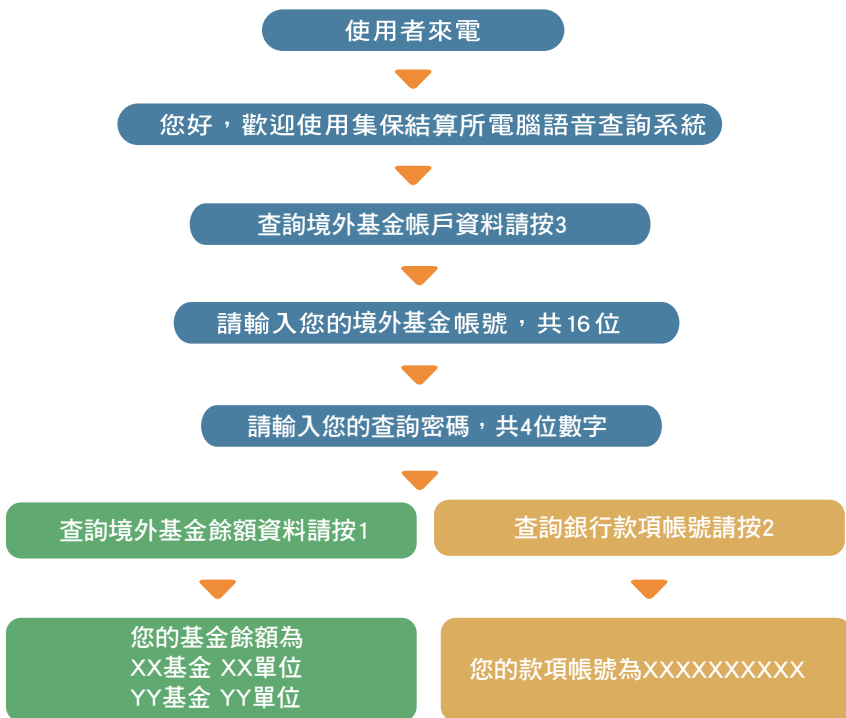 使用者來電
您好，歡迎使用集保結算所電腦語音查詢系統
查詢境外基金帳戶資料請按3
請輸入您的境外基金帳號，共16位
請輸入您的查詢密碼，共4位數字
查詢境外基金餘額資料請按1
查詢銀行款項帳號請按2
您的基金餘額為
XX基金 XX單位
YY基金 YY單位
您的款項帳號為XXXXXXXXXX